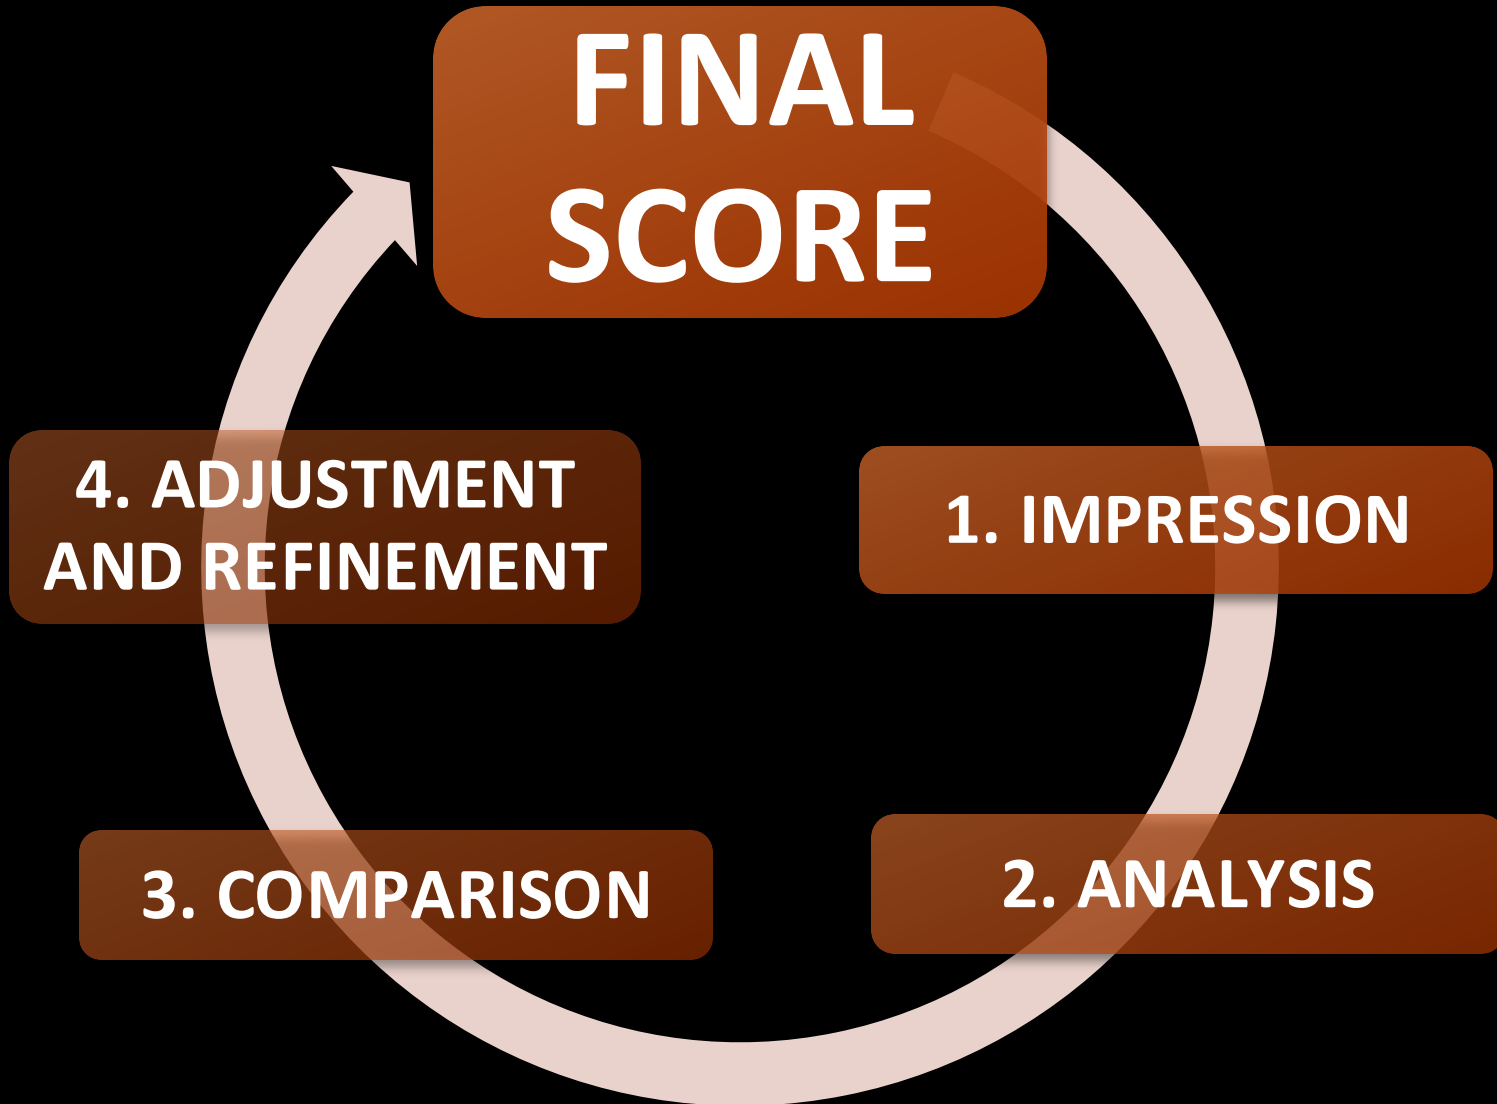 FINAL
SCORE
1. IMPRESSION
2. ANALYSIS
3. COMPARISON
4. ADJUSTMENT
AND REFINEMENT